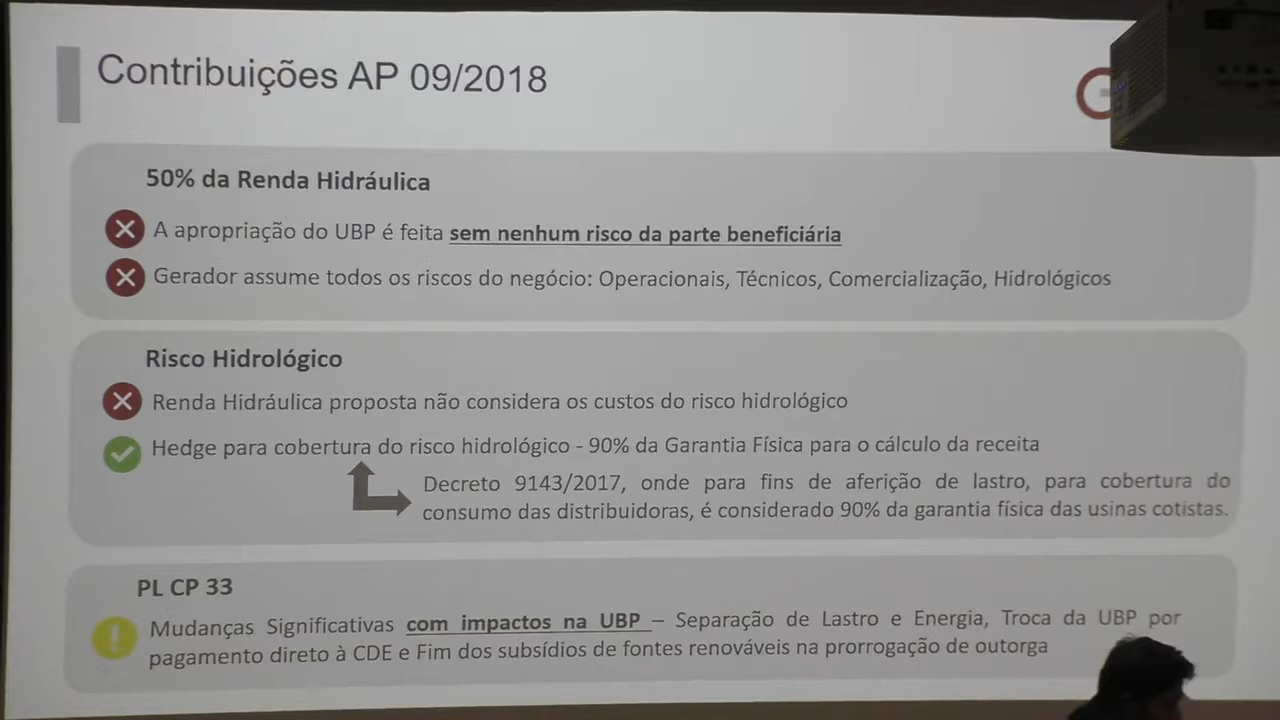 Contribuições AP 09/2018
50% da Renda Hidráulica
A apropriação do UBP é feita sem nenhum risco da parte beneficiária
Gerador assume todos os riscos do negócio: Operacionais, Técnicos, Comercialização, Hidrológicos
Risco Hidrológico
Renda Hidráulica proposta não considera os custos do risco hidrológico
Hedge para cobertura do risco hidrológico - 90% da Garantia Física para o cálculo da receita
Decreto 9143/2017, onde para fins de aferição de lastro, para cobertura do
consumo das distribuidoras, é considerado 90% da garantia física das usinas cotistas.
PL CP 33
Mudanças Significativas com impactos na UBP – Separação de Lastro e Energia, Troca da UBP por
pagamento direto à CDE e Fim dos subsídios de fontes renováveis na prorrogação de outorga